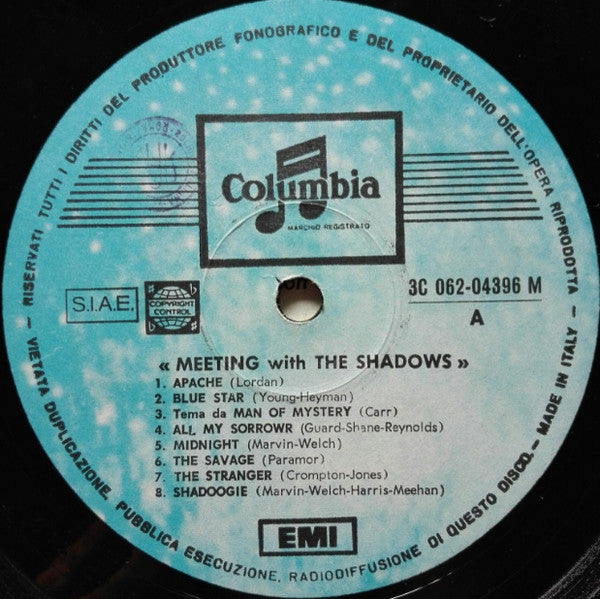 RISERVATI TUTTI I DIRITTI DEL PRODUTTORE FONOGRAFICO E DEL PROPRIETARIO DELL'OPERA RIPRODOTTA
Columbia
MARCHIO REGISTRATO
S.I.A.E.
COPYRIGHT
CONTROL
3C 062-04396 M
A
« MEETING with THE SHADOWS »
1. APACHE (Lordan)
2. BLUE STAR (Young-Heyman)
3. Tema da MAN OF MYSTERY (Carr)
4. ALL MY SORROWR (Guard-Shane-Reynolds)
5. MIDNIGHT (Marvin-Welch)
6. THE SAVAGE (Paramor)
7. THE STRANGER (Crompton-Jones)
8. SHADOOGIE (Marvin-Welch-Harris-Meehan)
EMI
— VIETATA DUPLICAZIONE, PUBBLICA ESECUZIONE, RADIODIFFUSIONE DI QUESTO DISCO. — MADE IN ITALY —